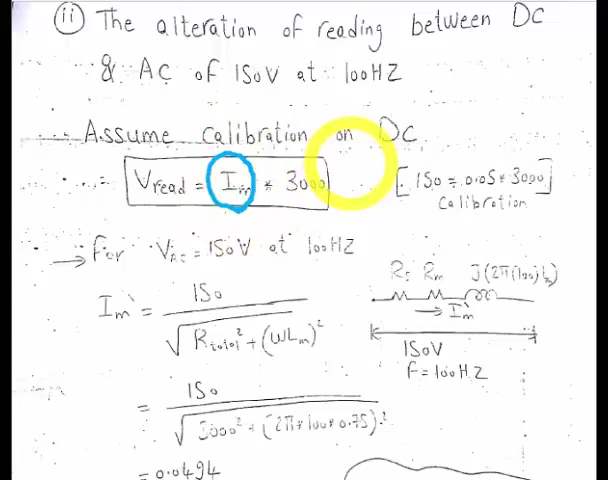 ii The alteration of reading between DC
& AC of 150V at 100HZ
Assume calibration on DC
∴ Vread = Im * 3000
[∴ 150 = 0.05 * 3000]
calibration
→ For VAC = 150V at 100HZ
Rs Rm J(2π(100)Lm)
Im' = 150 / √(Rtotal² + (WLm)²)
→ Im'
150V
F = 100HZ
= 150 / √(3000² + (2π*100*0.75)²)
= 0.0494